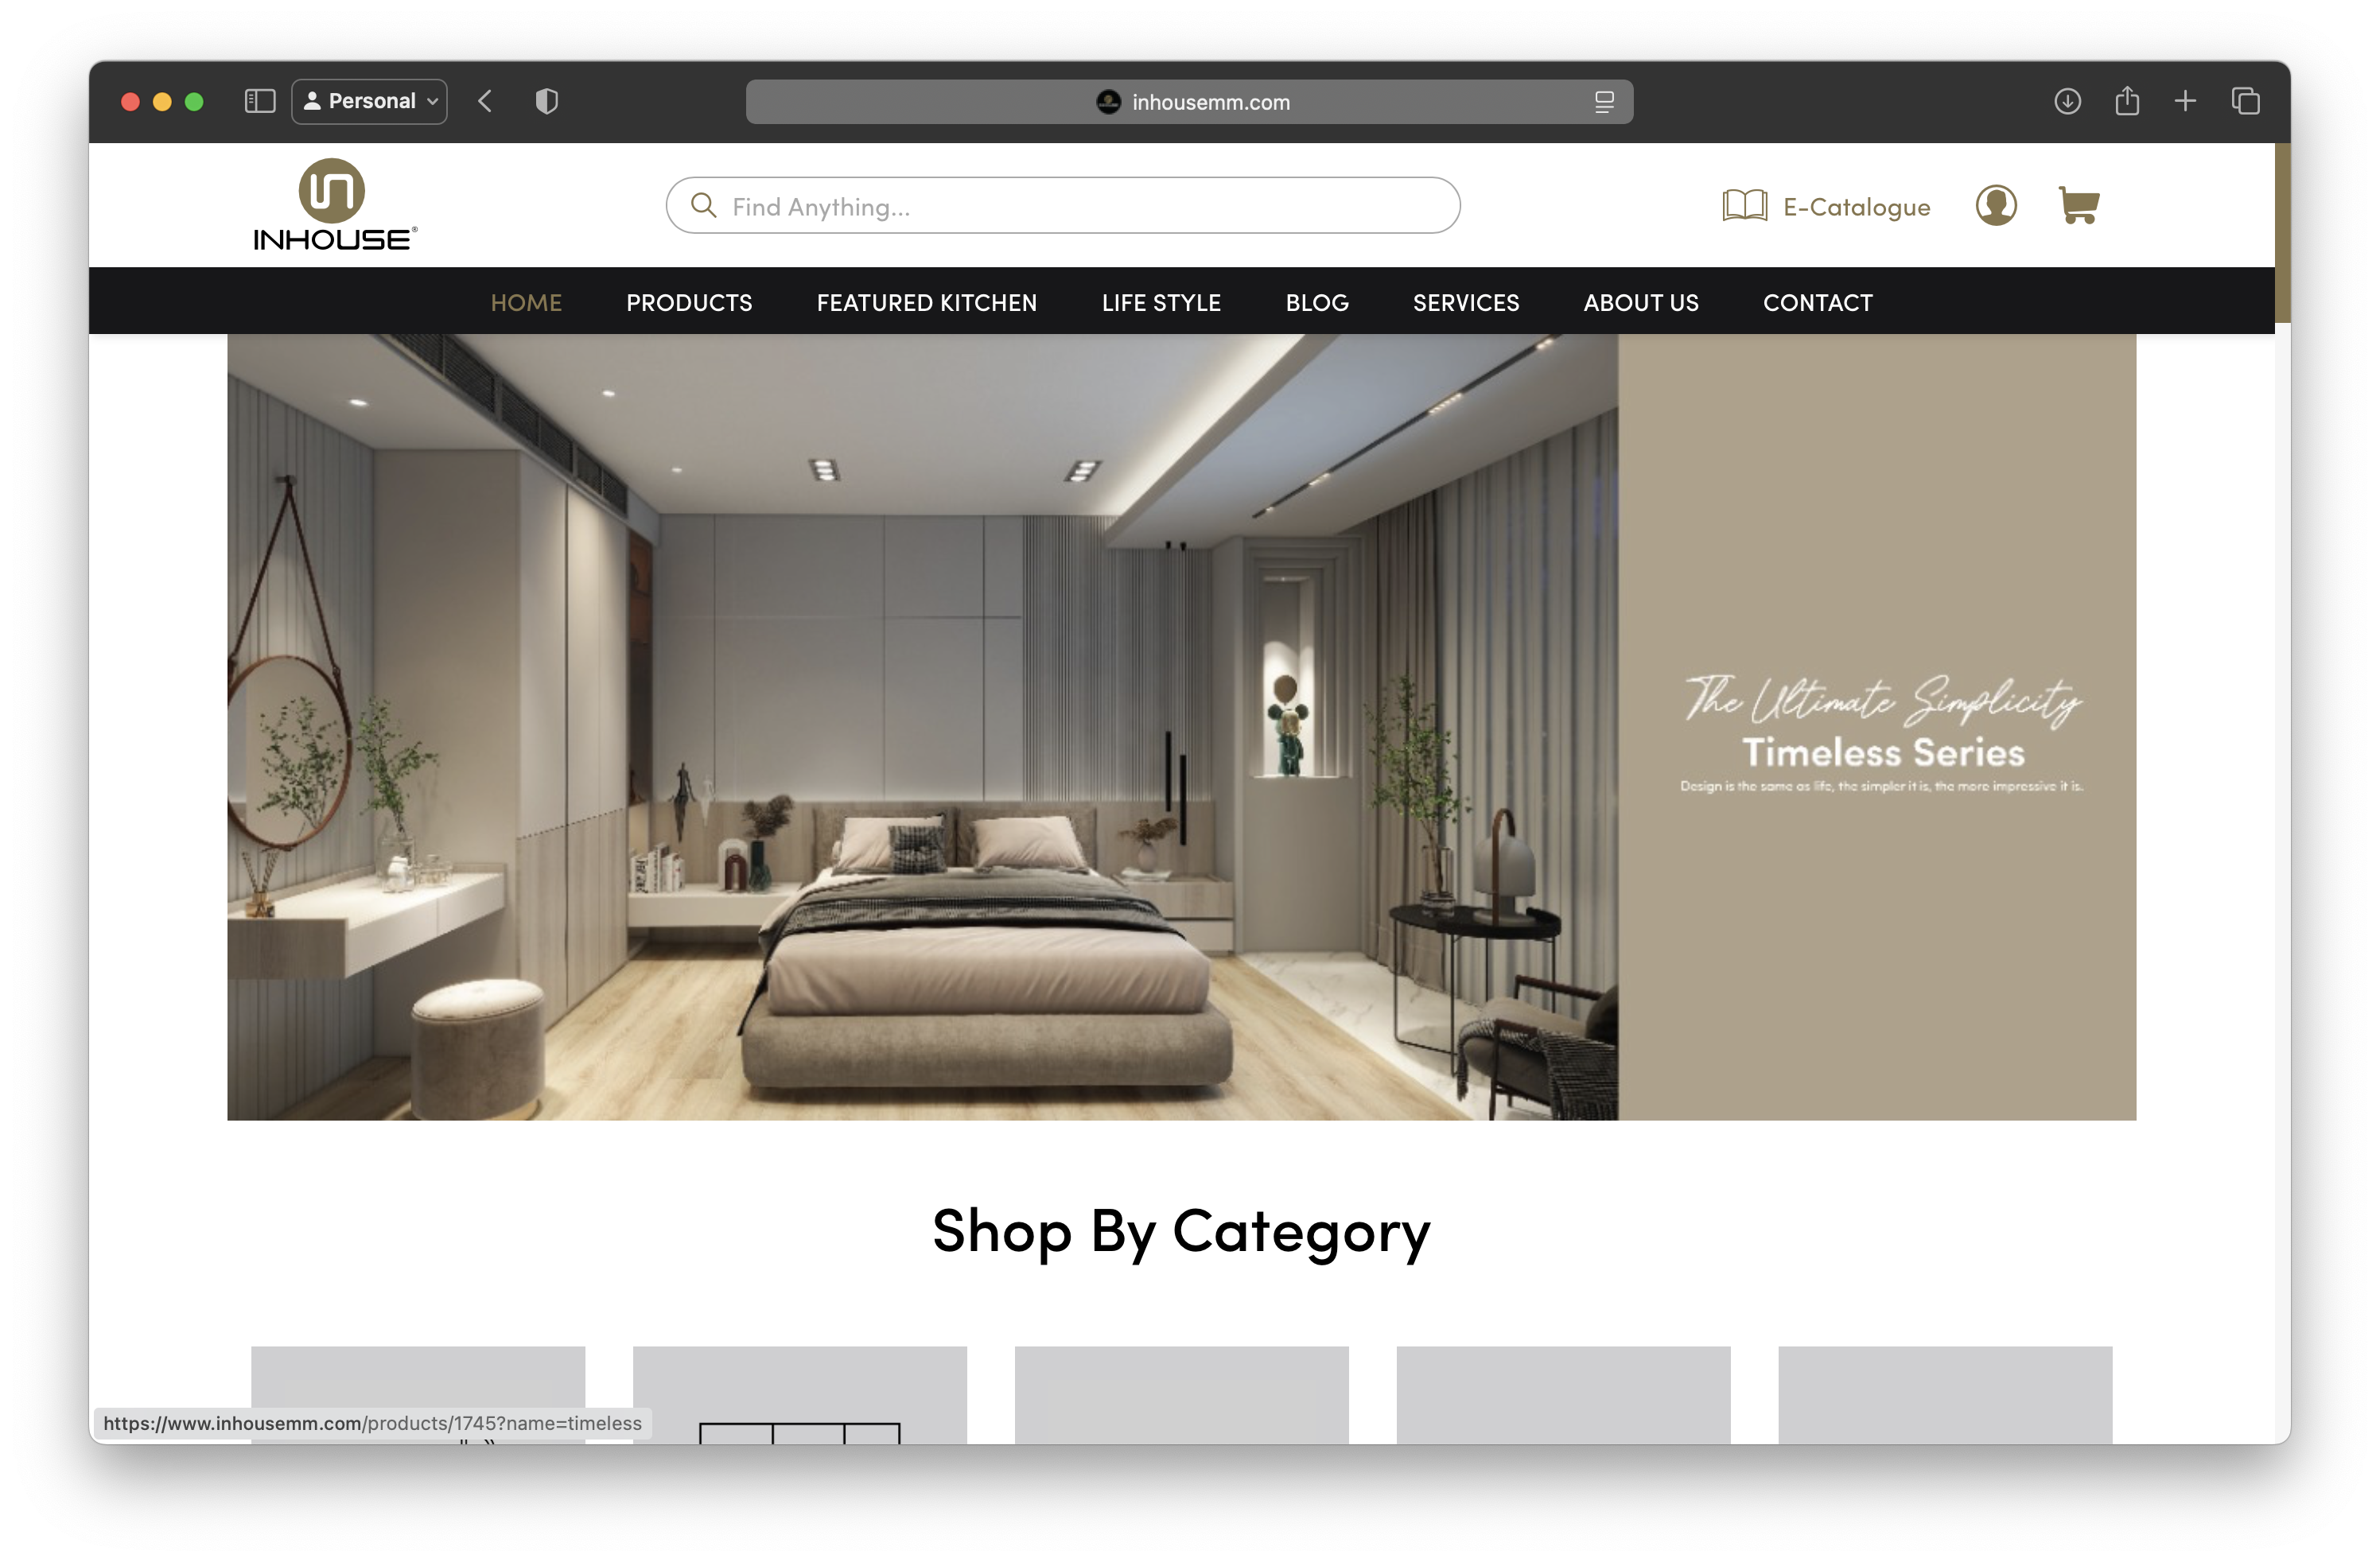 Personal
inhousemm.com
INHOUSE®
Find Anything...
E-Catalogue
HOME PRODUCTS FEATURED KITCHEN LIFE STYLE BLOG SERVICES ABOUT US CONTACT
The Ultimate Simplicity
Timeless Series
Design is the same as life, the simpler it is, the more impressive it is.
Shop By Category
https://www.inhousemm.com/products/1745?name=timeless